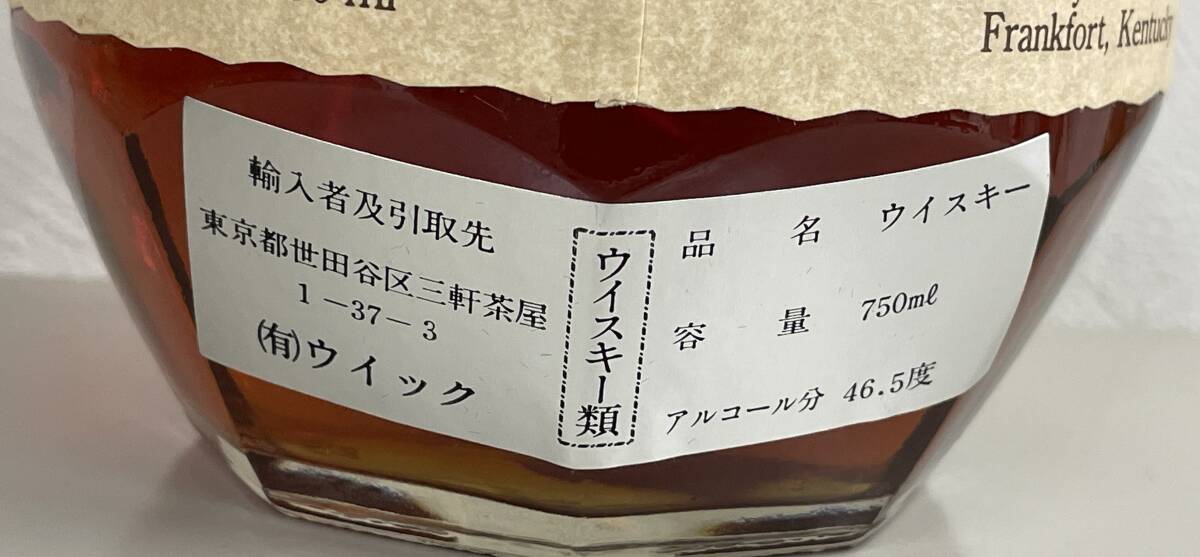 ml
Frankfort, Kentucky
輸入者及引取先
東京都世田谷区三軒茶屋
1-37-3
(有)ウイック
ウイスキー類
品名 ウイスキー
容量 750mℓ
アルコール分 46.5度